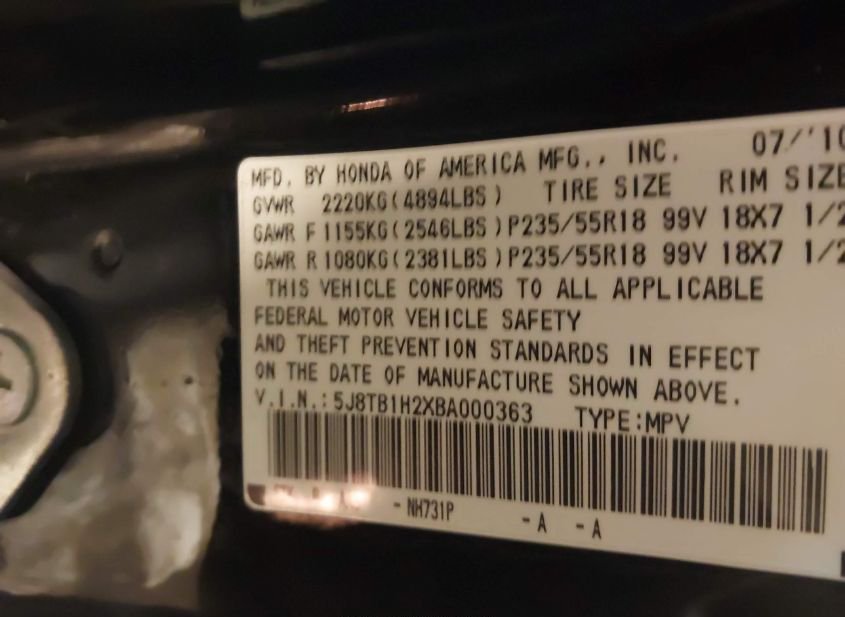 MFD. BY HONDA OF AMERICA MFG., INC. 07/'10
GVWR 2220KG(4894LBS) TIRE SIZE RIM SIZE
GAWR F 1155KG(2546LBS)P235/55R18 99V 18X7 1/2
GAWR R 1080KG(2381LBS)P235/55R18 99V 18X7 1/2
THIS VEHICLE CONFORMS TO ALL APPLICABLE
FEDERAL MOTOR VEHICLE SAFETY
AND THEFT PREVENTION STANDARDS IN EFFECT
ON THE DATE OF MANUFACTURE SHOWN ABOVE.
V.I.N.:5J8TB1H2XBA000363 TYPE:MPV
-NH731P -A -A